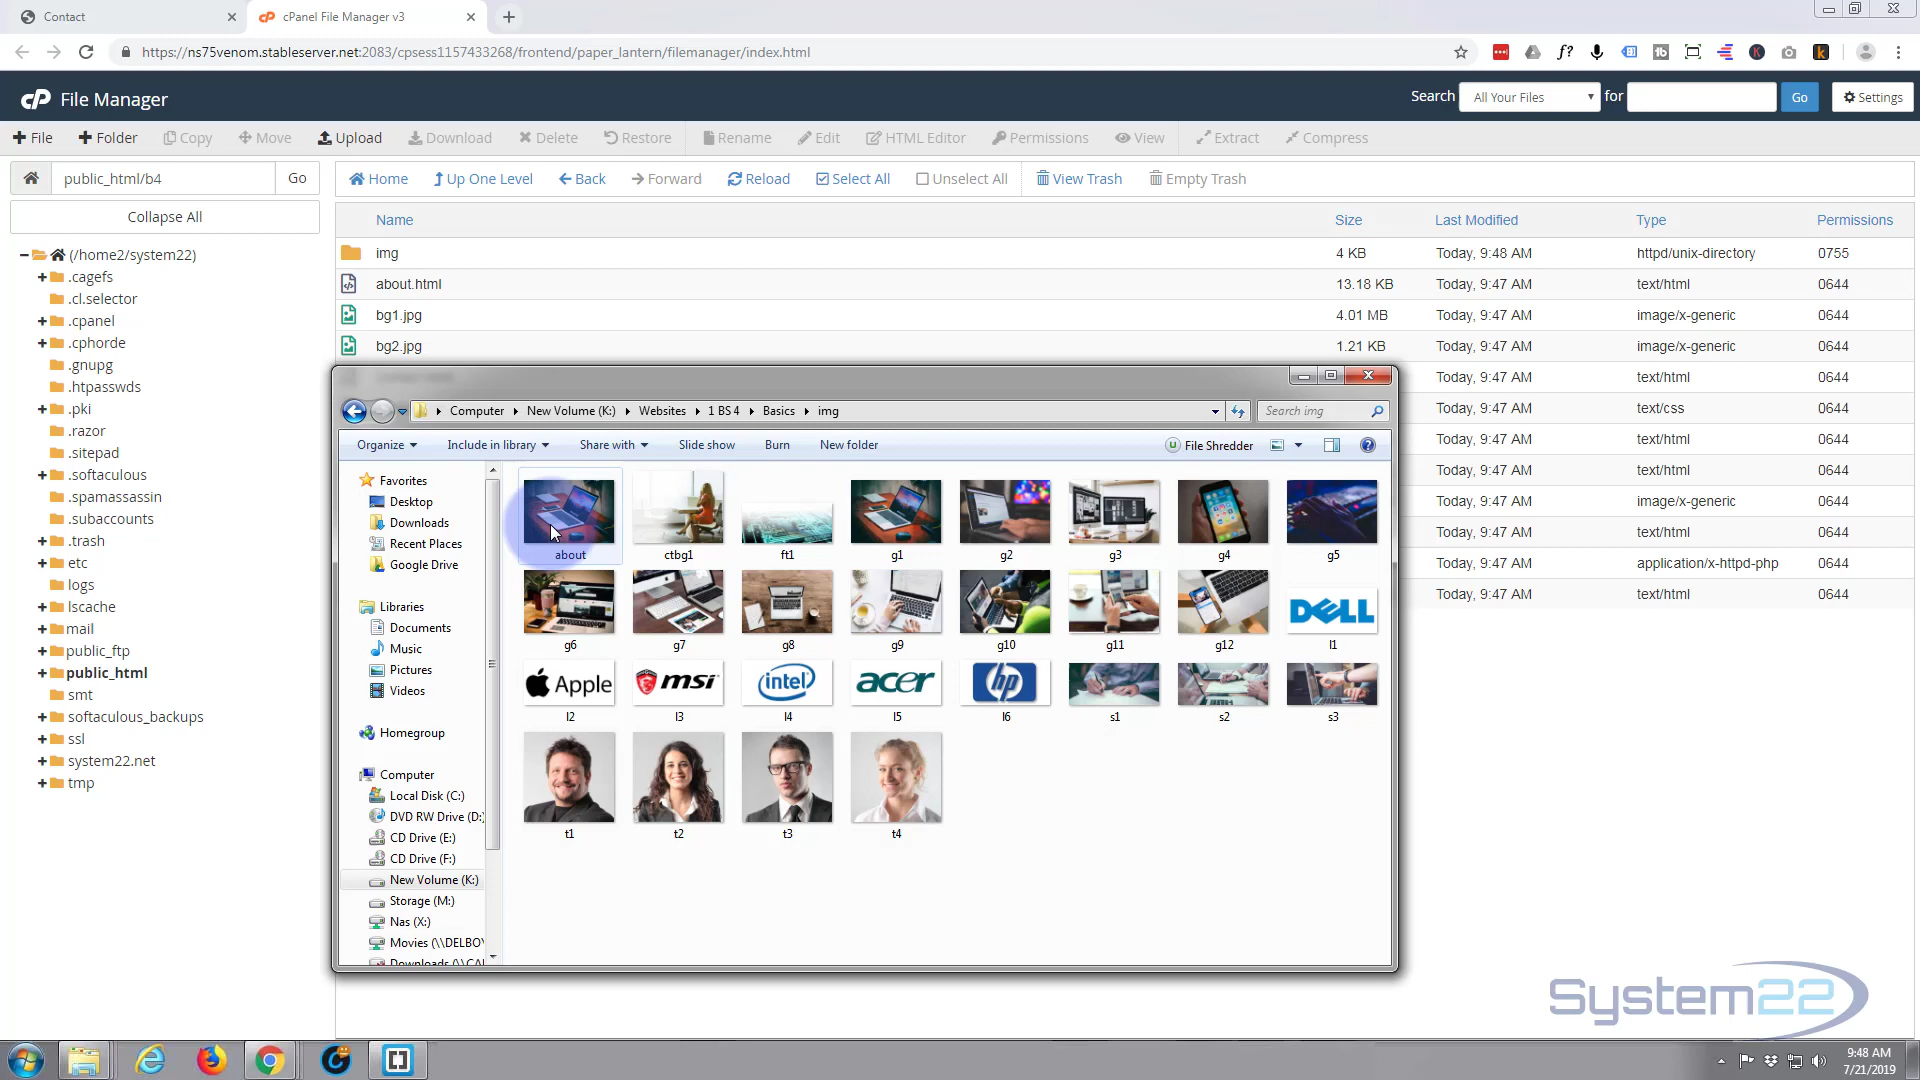 Contact
cPanel File Manager v3
https://ns75venom.stableserver.net:2083/cpsess1157433268/frontend/paper_lantern/filemanager/index.html
cP File Manager
Search All Your Files for Go Settings
File Folder Copy Move Upload Download Delete Restore Rename Edit HTML Editor Permissions View Extract Compress
public_html/b4 Go
Home Up One Level Back Forward Reload Select All Unselect All View Trash Empty Trash
Collapse All
(/home2/system22)
.cagefs
.cl.selector
.cpanel
.cphorde
.gnupg
.htpasswds
.pki
.razor
.sitepad
.softaculous
.spamassassin
.subaccounts
.trash
etc
logs
lscache
mail
public_ftp
public_html
smt
softaculous_backups
ssl
system22.net
tmp
Name Size Last Modified Type Permissions
img 4 KB Today, 9:48 AM httpd/unix-directory 0755
about.html 13.18 KB Today, 9:47 AM text/html 0644
bg1.jpg 4.01 MB Today, 9:47 AM image/x-generic 0644
bg2.jpg 1.21 KB Today, 9:47 AM image/x-generic 0644
Today, 9:47 AM text/html 0644
Today, 9:47 AM text/css 0644
Today, 9:47 AM text/html 0644
Today, 9:47 AM text/html 0644
Today, 9:47 AM image/x-generic 0644
Today, 9:47 AM text/html 0644
Today, 9:47 AM application/x-httpd-php 0644
Today, 9:47 AM text/html 0644
Computer New Volume (K:) Websites 1 BS 4 Basics img
Search img
Organize Include in library Share with Slide show Burn New folder File Shredder
Favorites
Desktop
Downloads
Recent Places
Google Drive
Libraries
Documents
Music
Pictures
Videos
Homegroup
Computer
Local Disk (C:)
DVD RW Drive (D:)
CD Drive (E:)
CD Drive (F:)
New Volume (K:)
Storage (M:)
Nas (X:)
Movies (\\DELBOY
Downloads (\\CAL
about ctbg1 ft1 g1 g2 g3 g4 g5
DELL
g6 g7 g8 g9 g10 g11 g12 l1
Apple msi intel acer hp
l2 l3 l4 l5 l6 s1 s2 s3
t1 t2 t3 t4
System22
9:48 AM
7/21/2019